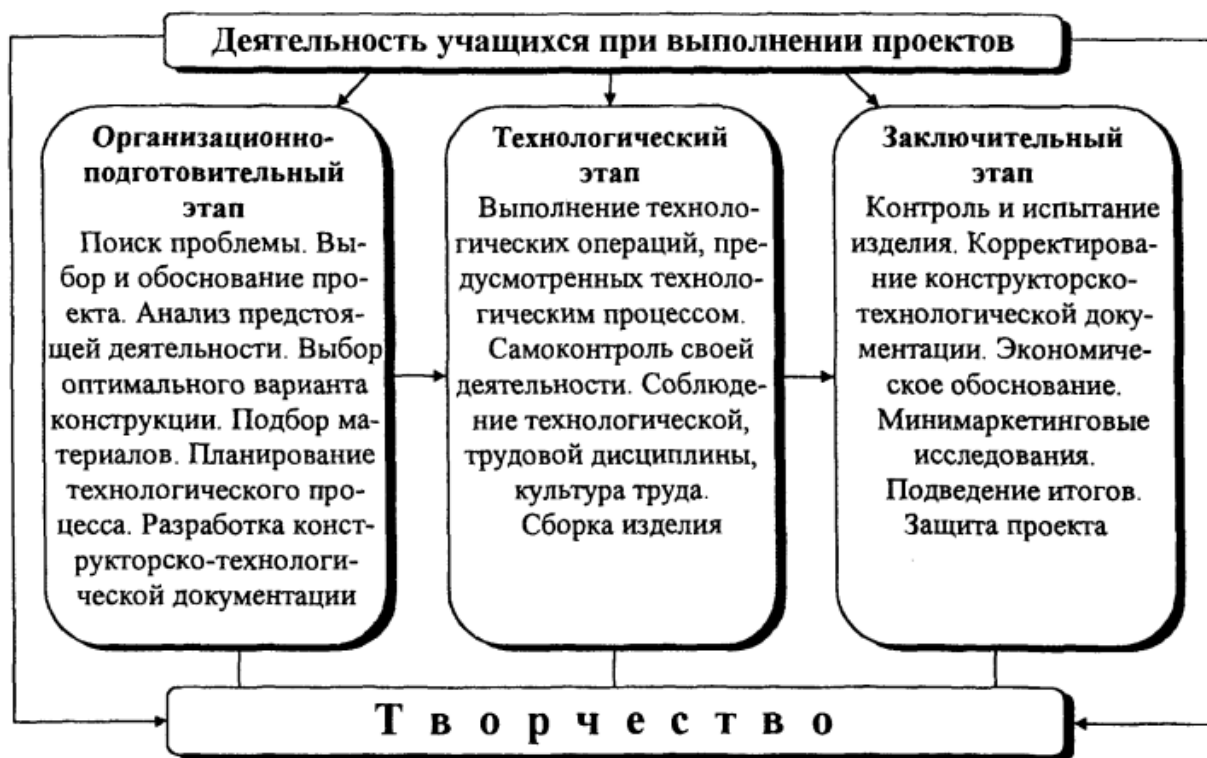 Деятельность учащихся при выполнении проектов
Организационно-
подготовительный
этап
Поиск проблемы. Вы-
бор и обоснование про-
екта. Анализ предстоя-
щей деятельности. Выбор
оптимального варианта
конструкции. Подбор ма-
териалов. Планирование
технологического про-
цесса. Разработка конст-
рукторско-технологи-
ческой документации
Технологический
этап
Выполнение техноло-
гических операций, пре-
дусмотренных техноло-
гическим процессом.
Самоконтроль своей
деятельности. Соблюде-
ние технологической,
трудовой дисциплины,
культура труда.
Сборка изделия
Заключительный
этап
Контроль и испытание
изделия. Корректирова-
ние конструкторско-
технологической доку-
ментации. Экономиче-
ское обоснование.
Минимаркетинговые
исследования.
Подведение итогов.
Защита проекта
Творчество